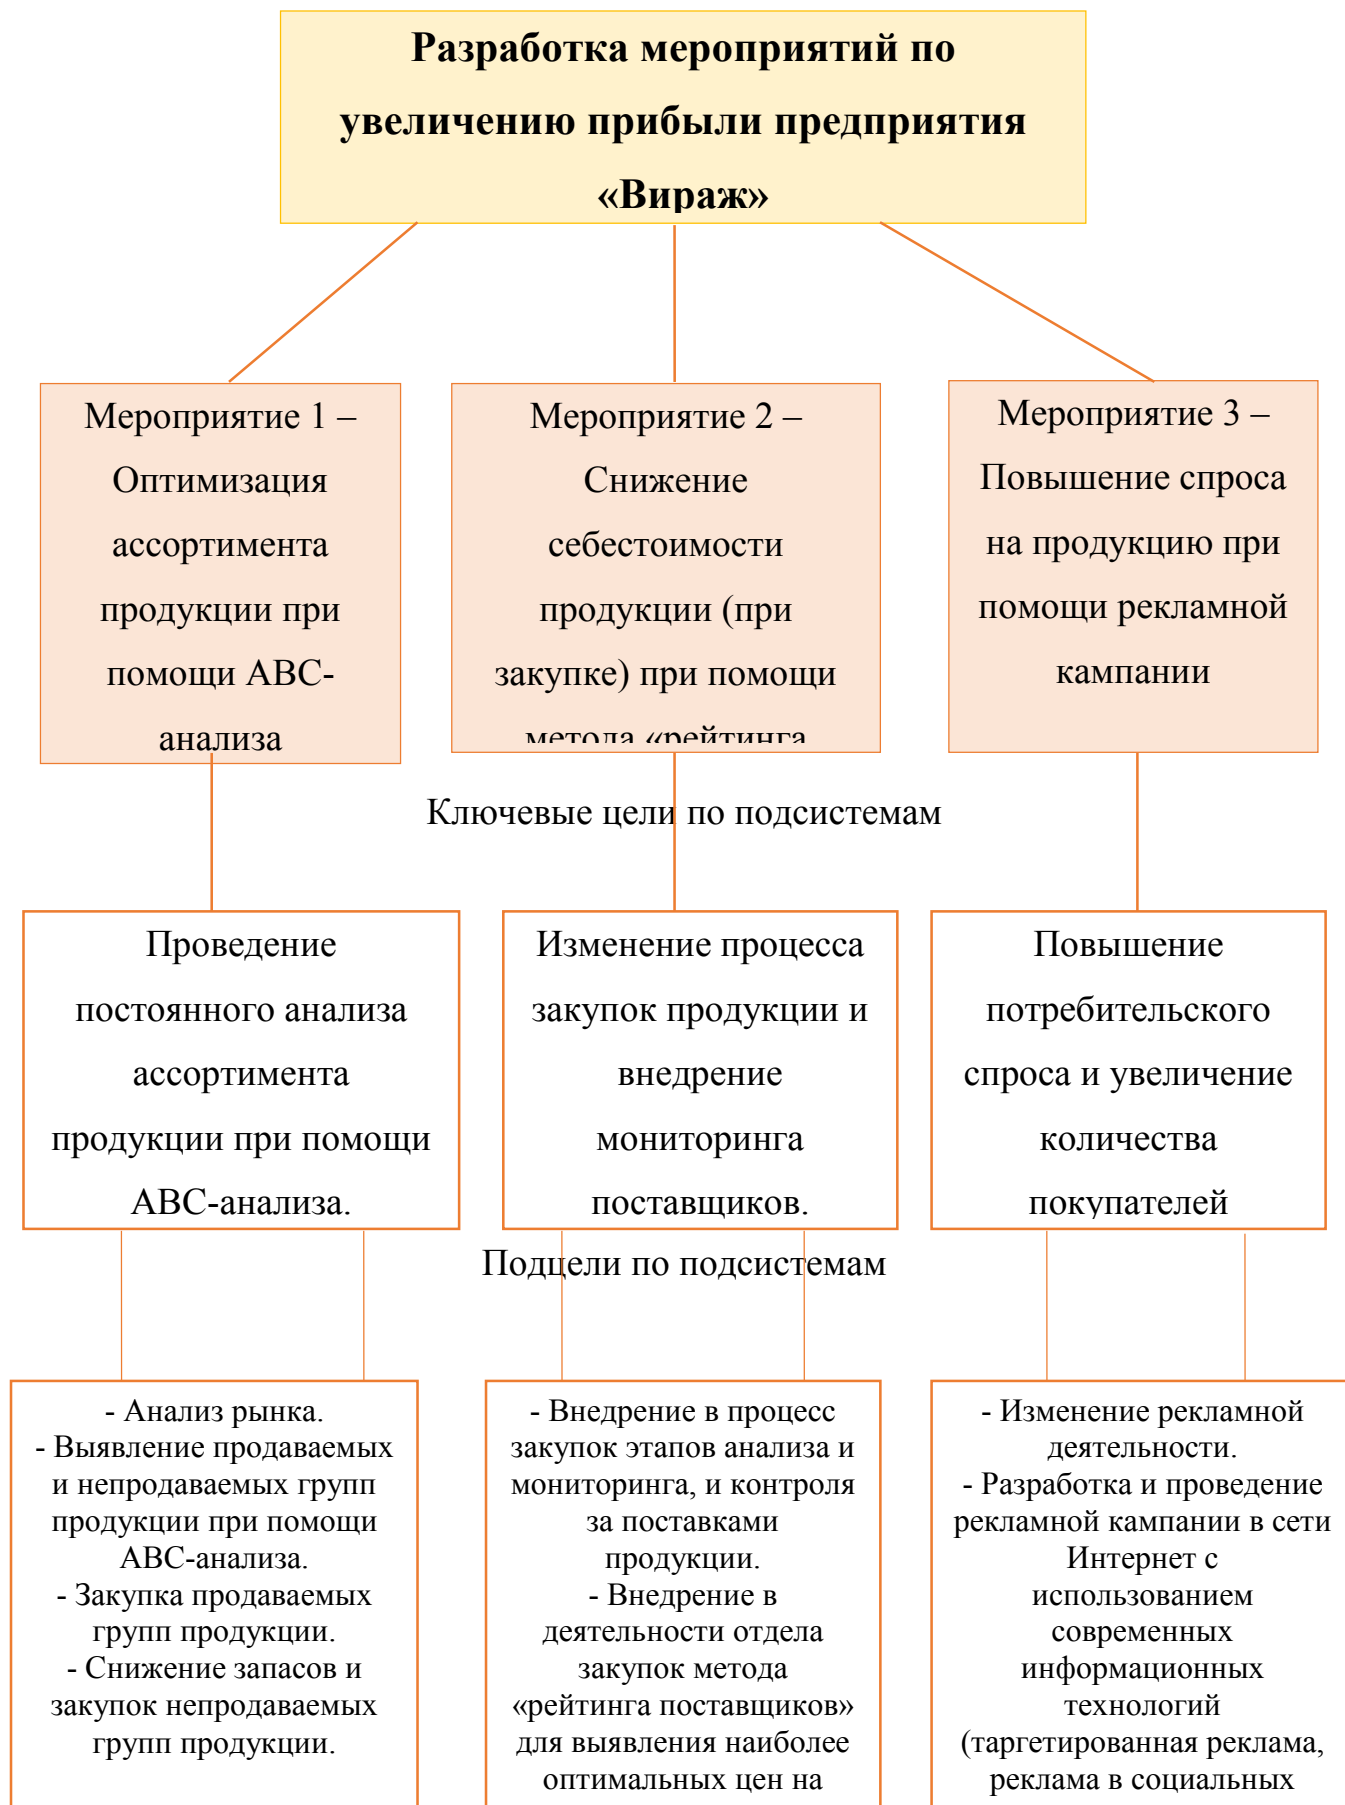 Разработка мероприятий по
увеличению прибыли предприятия
«Вираж»
Мероприятие 1 –
Оптимизация
ассортимента
продукции при
помощи АВС-
анализа
Мероприятие 2 –
Снижение
себестоимости
продукции (при
закупке) при помощи
метода «рейтинга
Мероприятие 3 –
Повышение спроса
на продукцию при
помощи рекламной
кампании
Ключевые цели по подсистемам
Проведение
постоянного анализа
ассортимента
продукции при помощи
АВС-анализа.
Изменение процесса
закупок продукции и
внедрение
мониторинга
поставщиков.
Повышение
потребительского
спроса и увеличение
количества
покупателей
Подцели по подсистемам
- Анализ рынка.
- Выявление продаваемых
и непродаваемых групп
продукции при помощи
АВС-анализа.
- Закупка продаваемых
групп продукции.
- Снижение запасов и
закупок непродаваемых
групп продукции.
- Внедрение в процесс
закупок этапов анализа и
мониторинга, и контроля
за поставками
продукции.
- Внедрение в
деятельности отдела
закупок метода
«рейтинга поставщиков»
для выявления наиболее
оптимальных цен на
- Изменение рекламной
деятельности.
- Разработка и проведение
рекламной кампании в сети
Интернет с
использованием
современных
информационных
технологий
(таргетированная реклама,
реклама в социальных